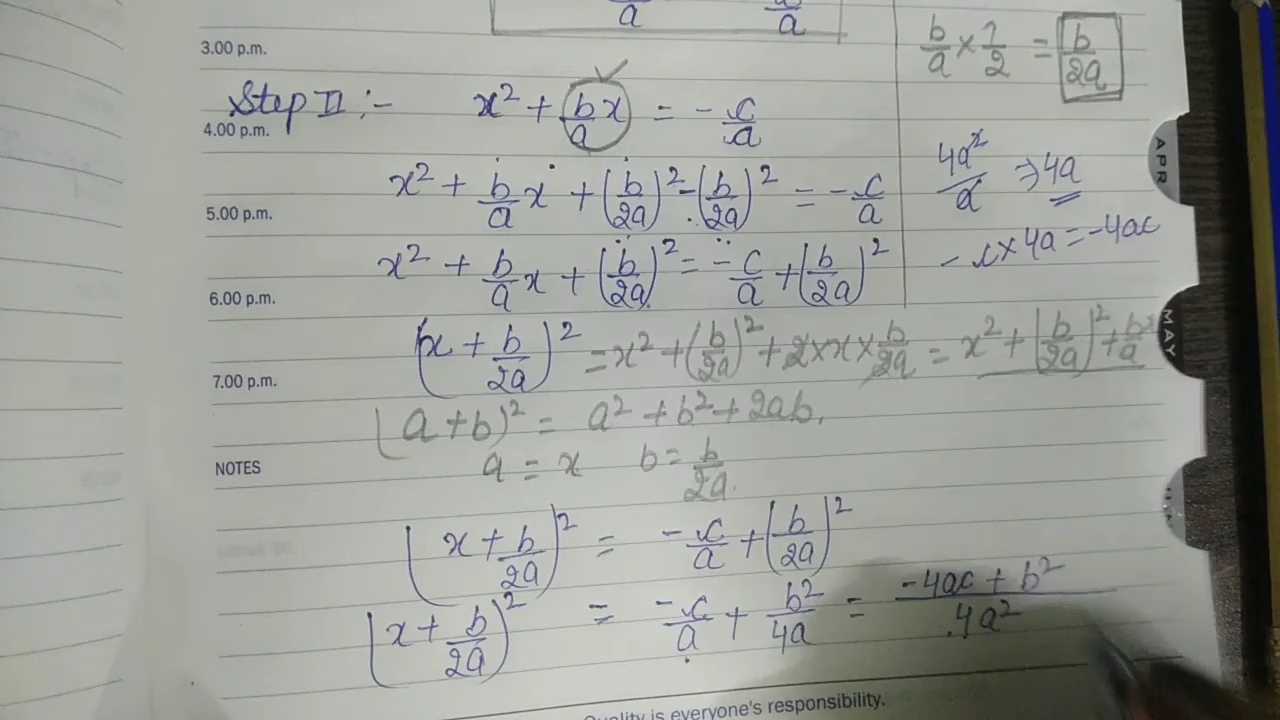 a a
3.00 p.m.
b/a × 1/2 = b/2a
Step II :- x² + b/a x = - c/a
4.00 p.m.
x² + b/a x + (b/2a)² - (b/2a)² = - c/a
4a²/a ⇒ 4a
5.00 p.m.
- c × 4a = -4ac
x² + b/a x + (b/2a)² = - c/a + (b/2a)²
6.00 p.m.
(x + b/2a)² = x² + (b/2a)² + 2 × x × b/2a = x² + (b/2a)² +
7.00 p.m.
(a + b)² = a² + b² + 2ab.
NOTES
a = x b = b/2a.
(x + b/2a)² = - c/a + (b/2a)²
(x + b/2a)² = - c/a + b²/4a = -4ac + b²/4a²
Quality is everyone's responsibility.
APR
MAY